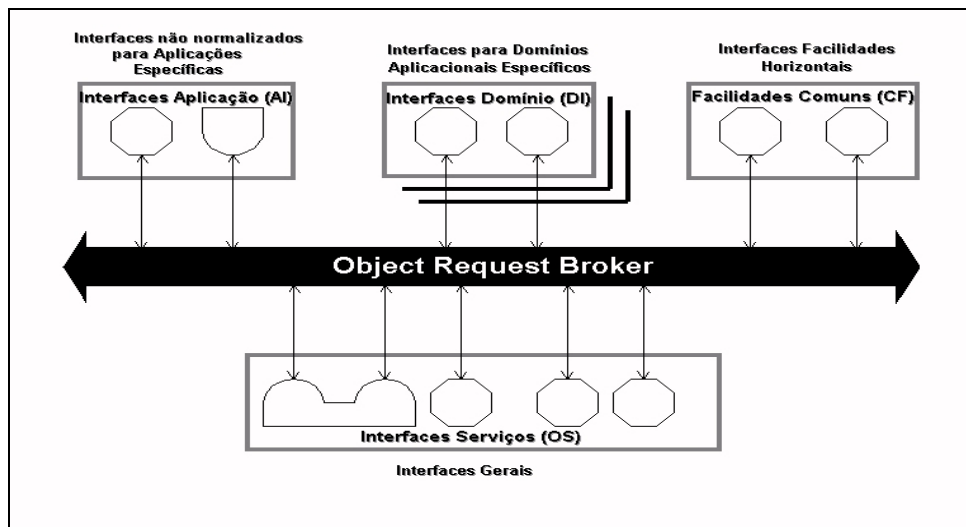 Interfaces não normalizados
para Aplicações
Específicas
Interfaces Aplicação (AI)
Interfaces para Domínios
Aplicacionais Específicos
Interfaces Domínio (DI)
Interfaces Facilidades
Horizontais
Facilidades Comuns (CF)
Object Request Broker
Interfaces Serviços (OS)
Interfaces Gerais